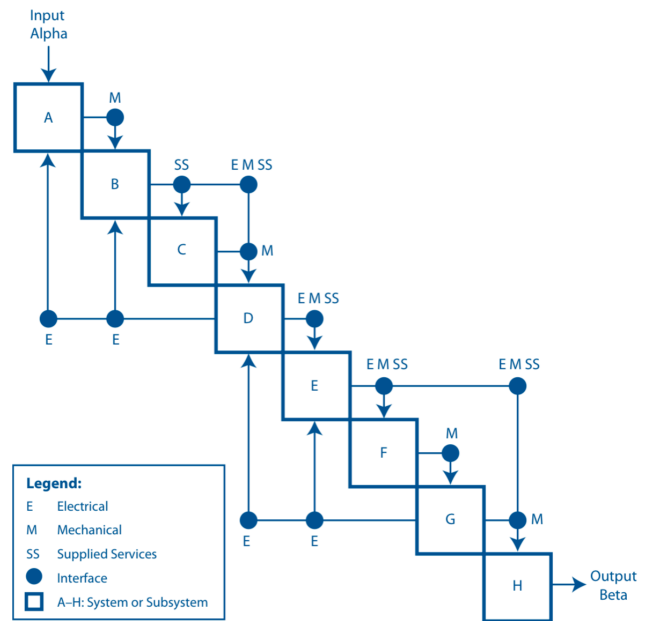 Input
Alpha
A
M
B
SS
E M SS
C
M
D
E M SS
E
E
E
E M SS
E M SS
F
M
G
M
E
E
H
Output
Beta
Legend:
E Electrical
M Mechanical
SS Supplied Services
Interface
A–H: System or Subsystem